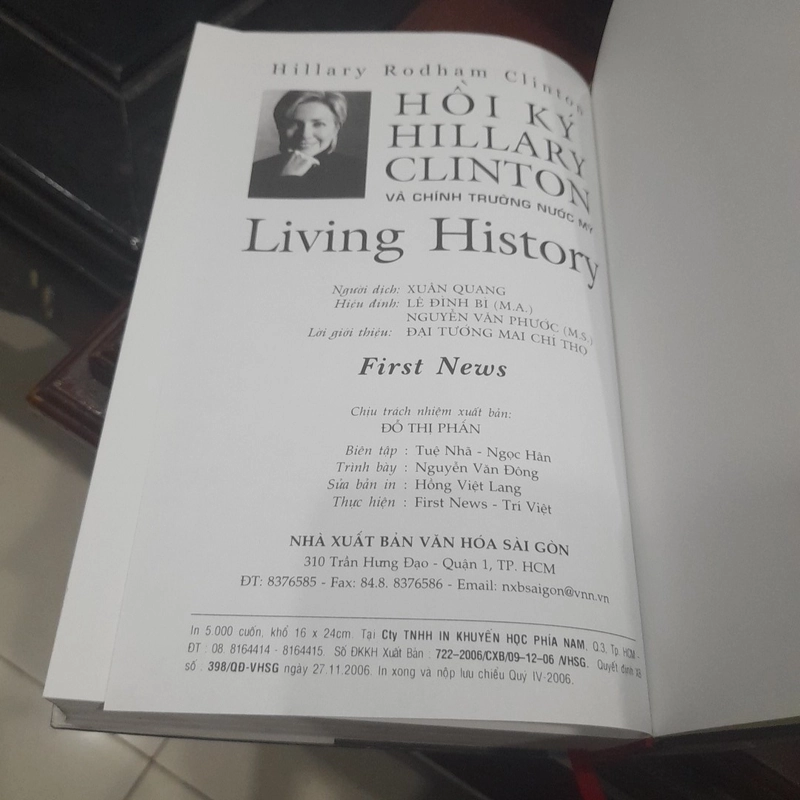 Hillary Rodham Clinton
HỒI KÝ
HILLARY
CLINTON
VÀ CHÍNH TRƯỜNG NƯỚC MỸ
Living History
Người dịch: XUÂN QUANG
Hiệu đính: LÊ ĐÌNH BÌ (M.A.)
NGUYỄN VĂN PHƯỚC (M.S.)
Lời giới thiệu: ĐẠI TƯỚNG MAI CHÍ THỌ
First News
Chịu trách nhiệm xuất bản:
ĐỖ THỊ PHẤN
Biên tập : Tuệ Nhã - Ngọc Hân
Trình bày : Nguyễn Văn Đông
Sửa bản in : Hồng Việt Lang
Thực hiện : First News - Trí Việt
NHÀ XUẤT BẢN VĂN HÓA SÀI GÒN
310 Trần Hưng Đạo - Quận 1, TP. HCM
ĐT: 8376585 - Fax: 84.8. 8376586 - Email: nxbsaigon@vnn.vn
In 5.000 cuốn, khổ 16 x 24cm. Tại Cty TNHH IN KHUYẾN HỌC PHÍA NAM, Q.3, Tp. HCM -
ĐT : 08. 8164414 - 8164415. Số ĐKKH Xuất Bản : 722-2006/CXB/09-12-06 /VHSG. Quyết định xb
số : 398/QĐ-VHSG ngày 27.11.2006. In xong và nộp lưu chiểu Quý IV-2006.